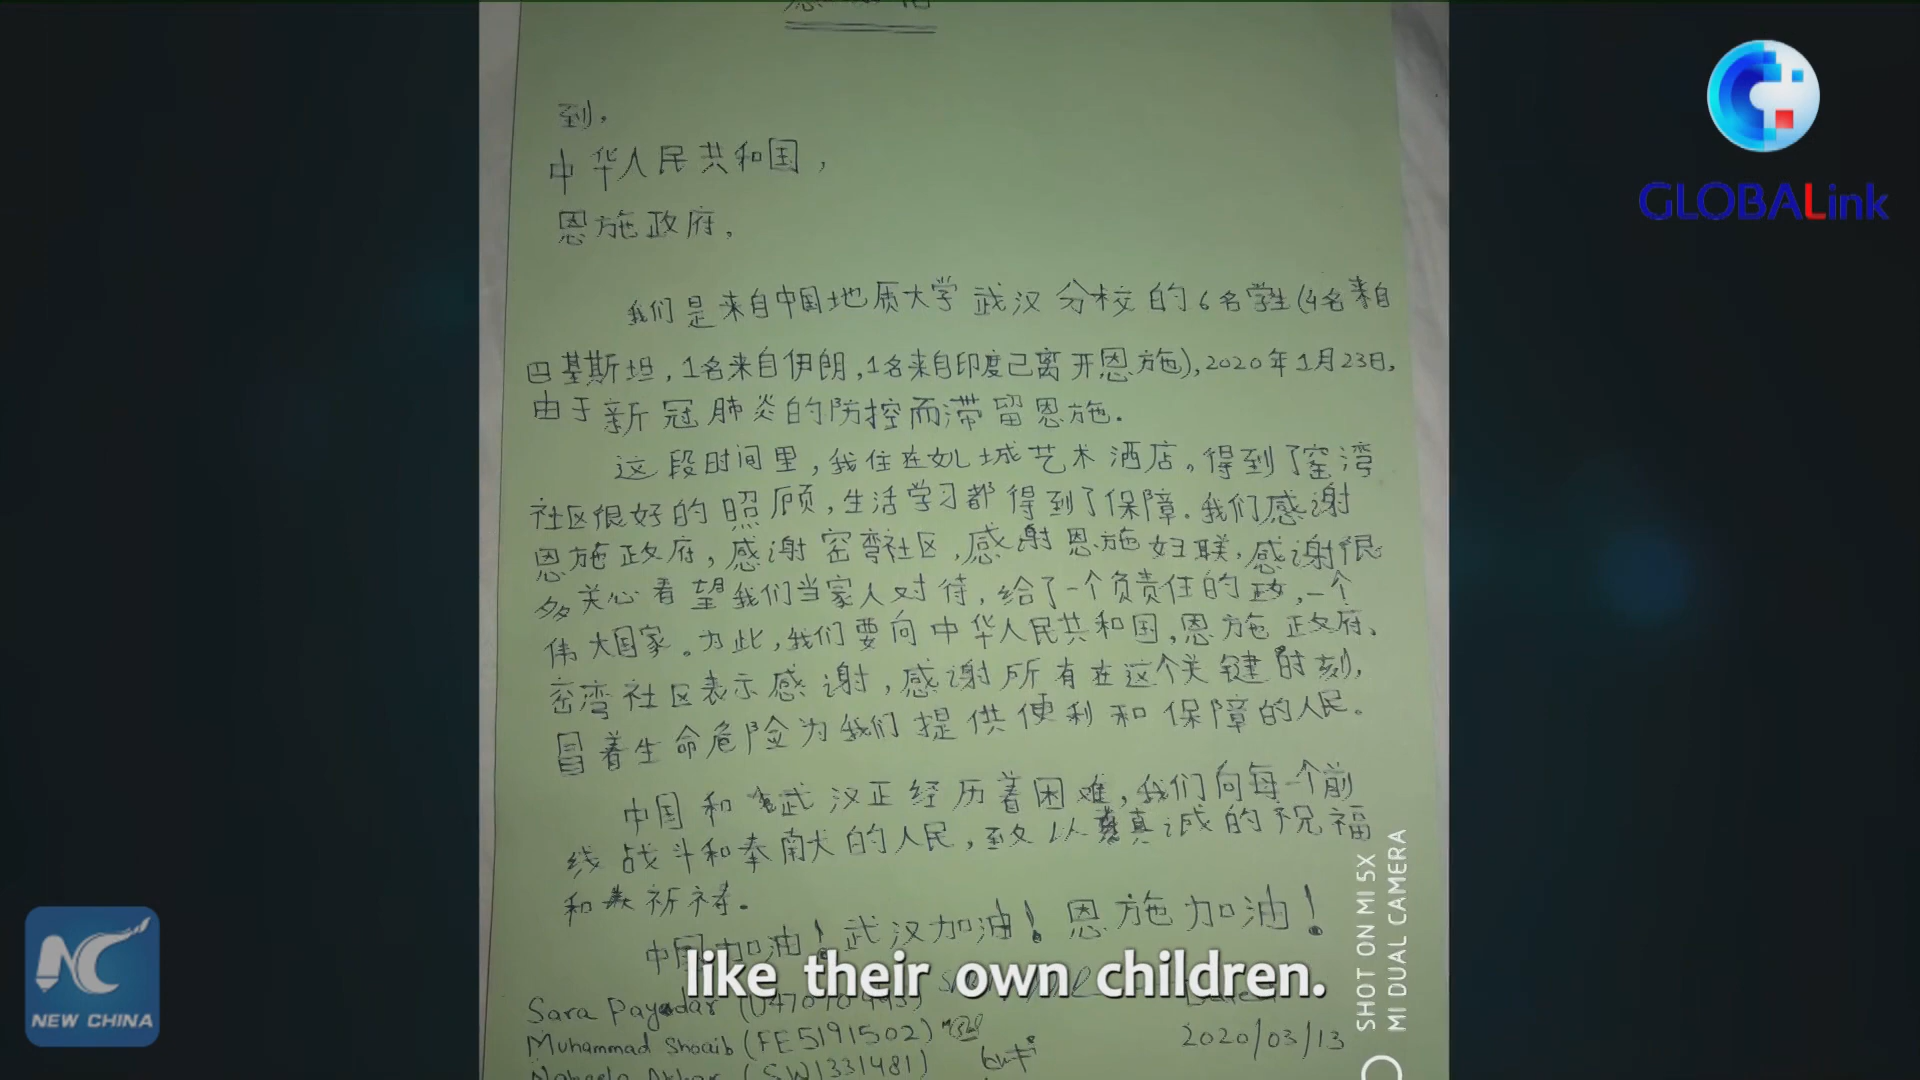 到，
中华人民共和国，
恩施政府，
我们是来自中国地质大学武汉分校的6名学生(4名来自
巴基斯坦，1名来自伊朗，1名来自印度已离开恩施)，2020年1月23日，
由于新冠肺炎的防控而滞留恩施.
这段时间里，我住在女儿城艺术酒店。得到了窑湾
社区很好的照顾，生活学习都得到了保障.我们感谢
恩施政府，感谢窑湾社区，感谢恩施妇联，感谢很
多关心看望我们当家人对待，给了一个负责任的政，一个
伟大国家。为此，我们要向中华人民共和国，恩施政府、
窑湾社区表示感谢，感谢所有在这个关键时刻，
冒着生命危险为我们提供便利和保障的人民。
中国和武汉正经历着困难，我们向每一个前
线战斗和奉献的人民，致以真诚的祝福
和祈祷。
中国加油！武汉加油！恩施加油！
like their own children.
Sara Payedar
Muhammad Shoaib (FE5191502)
(SW1331481)
2020/03/13
SHOT ON MI 5X
MI DUAL CAMERA
GLOBALink
NEW CHINA